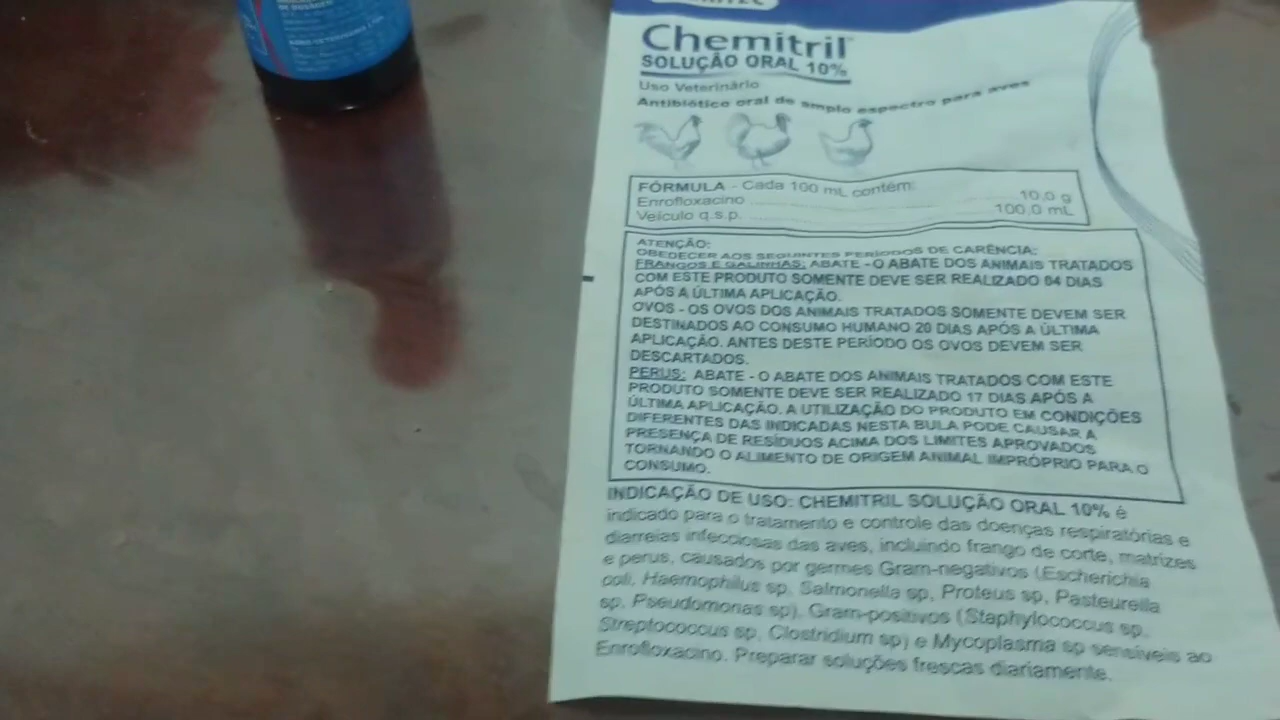 DE DOSAGEM
Chemitril
SOLUÇÃO ORAL 10%
Uso Veterinário
Antibiótico oral de amplo espectro para aves
FÓRMULA - Cada 100 mL contém:
Enrofloxacino ........ 10,0 g
Veículo q.s.p. ........ 100,0 mL
ATENÇÃO:
OBEDECER AOS SEGUINTES PERÍODOS DE CARÊNCIA:
FRANGOS E GALINHAS: ABATE - O ABATE DOS ANIMAIS TRATADOS
COM ESTE PRODUTO SOMENTE DEVE SER REALIZADO 04 DIAS
APÓS A ÚLTIMA APLICAÇÃO.
OVOS - OS OVOS DOS ANIMAIS TRATADOS SOMENTE DEVEM SER
DESTINADOS AO CONSUMO HUMANO 20 DIAS APÓS A ÚLTIMA
APLICAÇÃO. ANTES DESTE PERÍODO OS OVOS DEVEM SER
DESCARTADOS.
PERUS: ABATE - O ABATE DOS ANIMAIS TRATADOS COM ESTE
PRODUTO SOMENTE DEVE SER REALIZADO 17 DIAS APÓS A
ÚLTIMA APLICAÇÃO. A UTILIZAÇÃO DO PRODUTO EM CONDIÇÕES
DIFERENTES DAS INDICADAS NESTA BULA PODE CAUSAR A
PRESENÇA DE RESÍDUOS ACIMA DOS LIMITES APROVADOS
TORNANDO O ALIMENTO DE ORIGEM ANIMAL IMPRÓPRIO PARA O
CONSUMO.
INDICAÇÃO DE USO: CHEMITRIL SOLUÇÃO ORAL 10% é
indicado para o tratamento e controle das doenças respiratórias e
diarreias infecciosas das aves, incluindo frango de corte, matrizes
e perus, causados por germes Gram-negativos (Escherichia
coli, Haemophilus sp, Salmonella sp, Proteus sp, Pasteurella
sp, Pseudomonas sp), Gram-positivos (Staphylococcus sp,
Streptococcus sp, Clostridium sp) e Mycoplasma sp sensíveis ao
Enrofloxacino. Preparar soluções frescas diariamente.